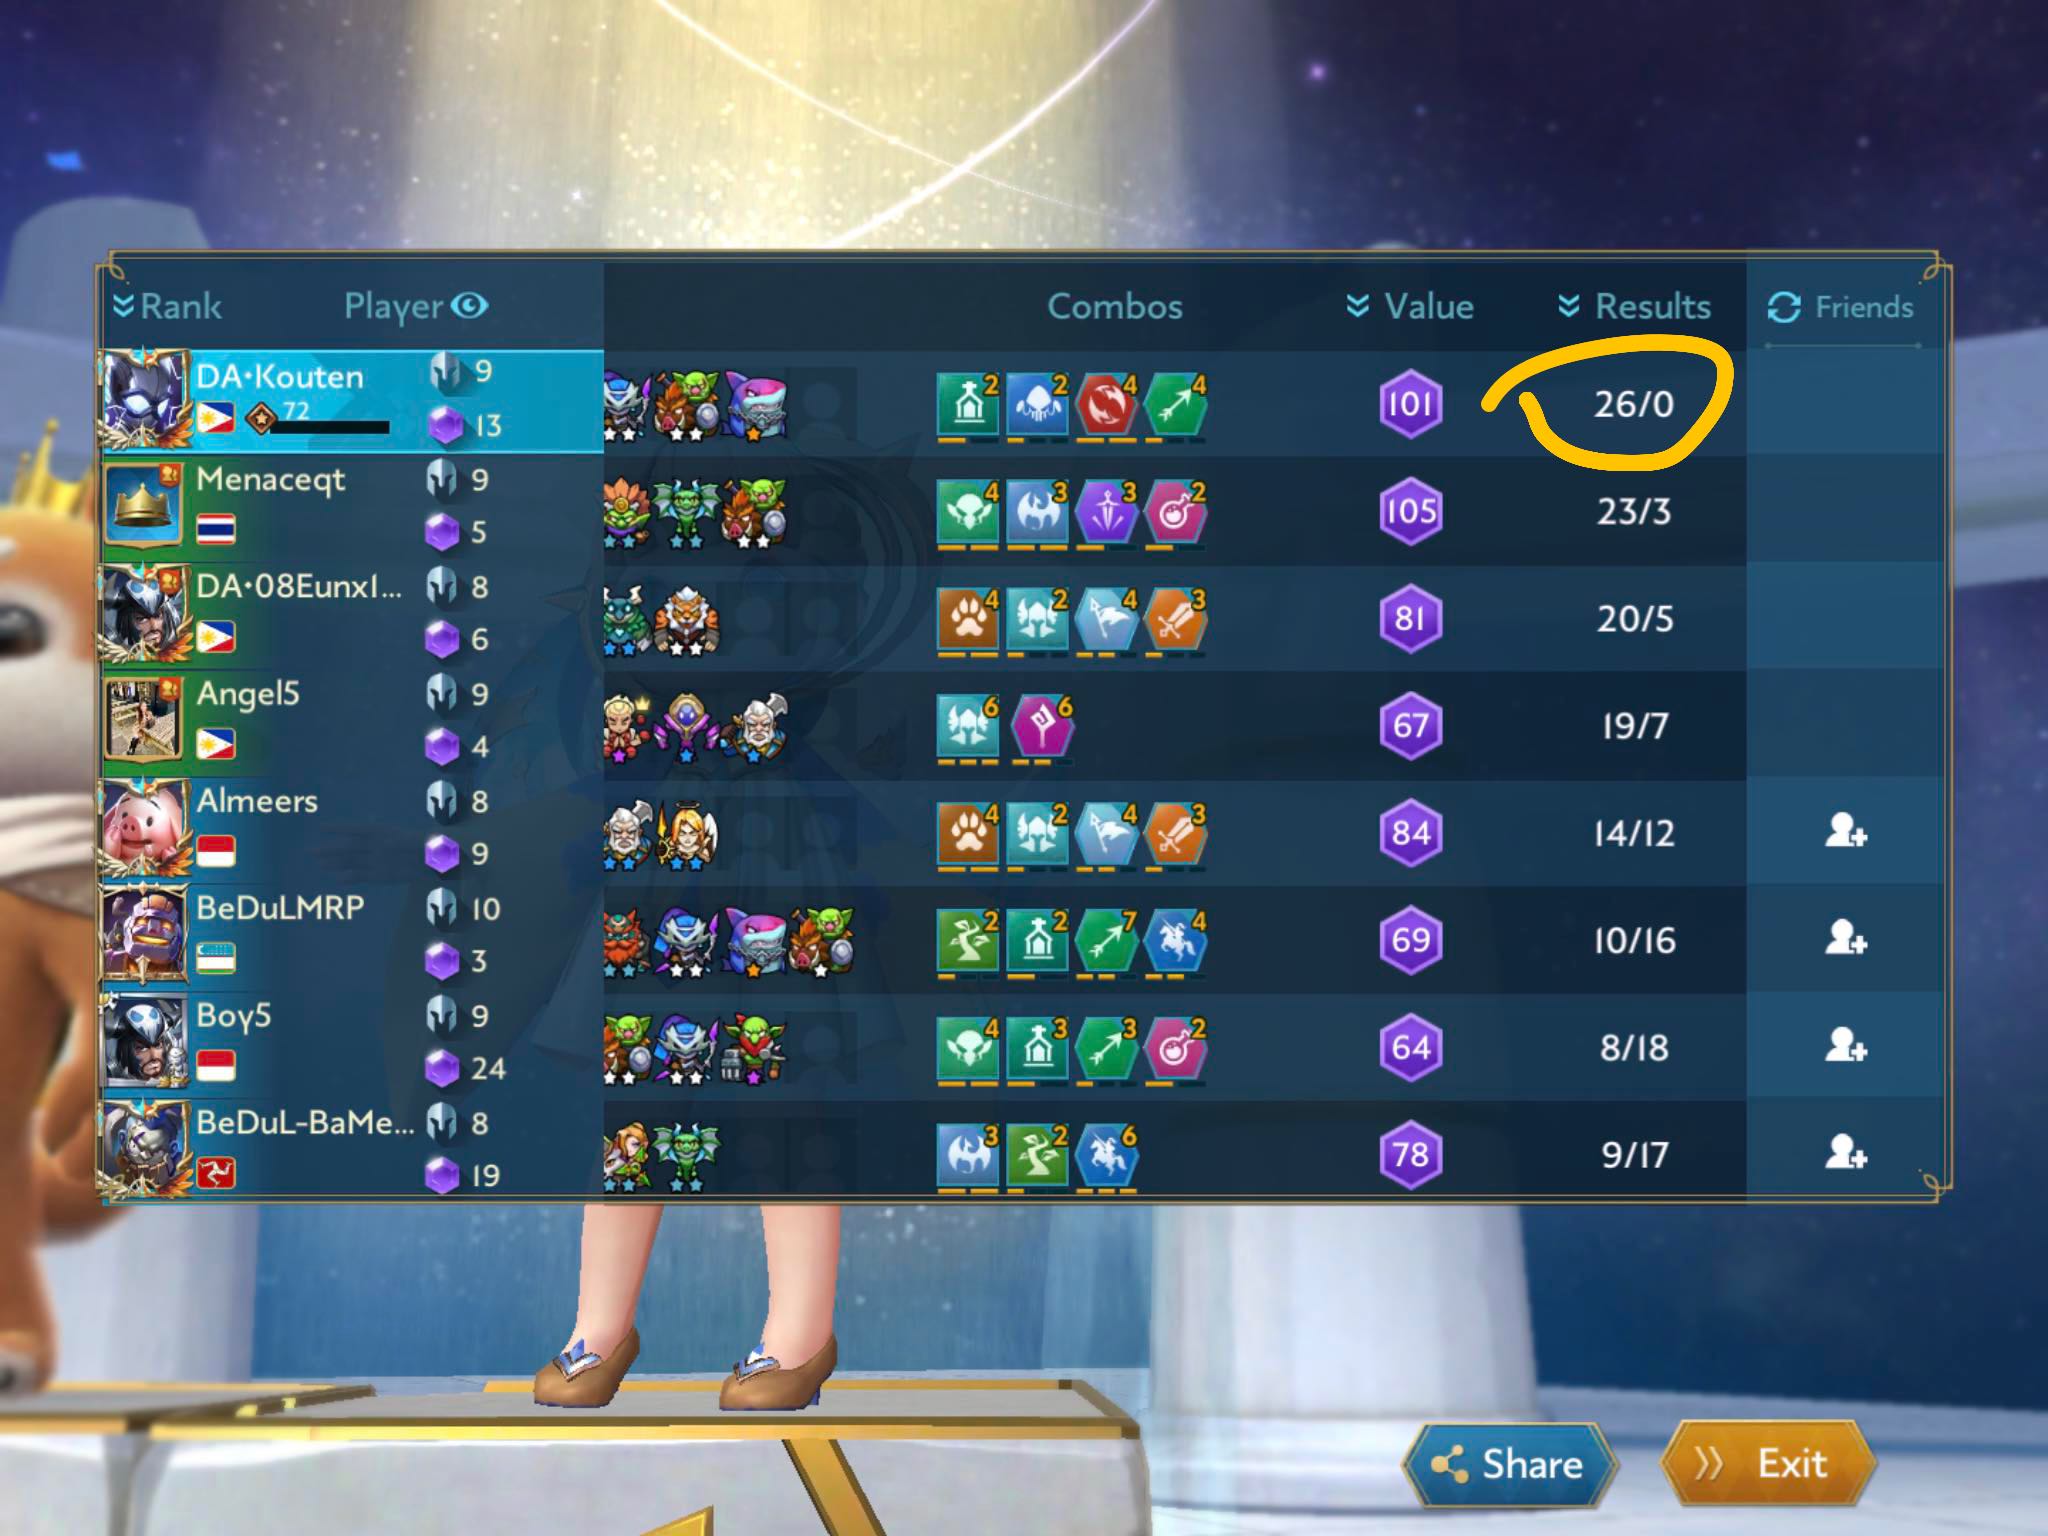 Rank Player Combos Value Results Friends
DA•Kouten 9 2 2 4 4 101 26/0
72 13
Menaceqt 9 4 3 3 2 105 23/3
5
DA•08Eunxl... 8 4 2 4 3 81 20/5
6
Angel5 9 6 6 67 19/7
4
Almeers 8 4 2 4 3 84 14/12
9
BeDuLMRP 10 2 2 7 4 69 10/16
3
Boy5 9 4 3 3 2 64 8/18
24
BeDuL-BaMe... 8 3 2 6 78 9/17
19
Share Exit